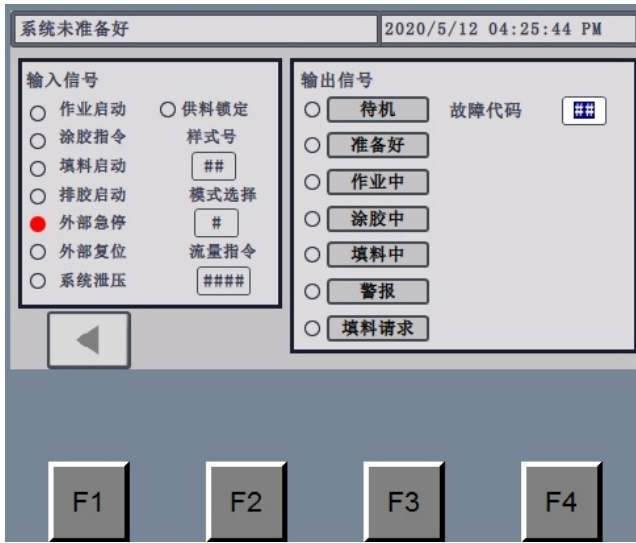 系统未准备好 2020/5/12 04:25:44 PM
输入信号
作业启动 供料锁定
涂胶指令 样式号
填料启动 ##
排胶启动 模式选择
外部急停 #
外部复位 流量指令
系统泄压 ####
输出信号
待机 故障代码 ##
准备好
作业中
涂胶中
填料中
警报
填料请求
F1 F2 F3 F4